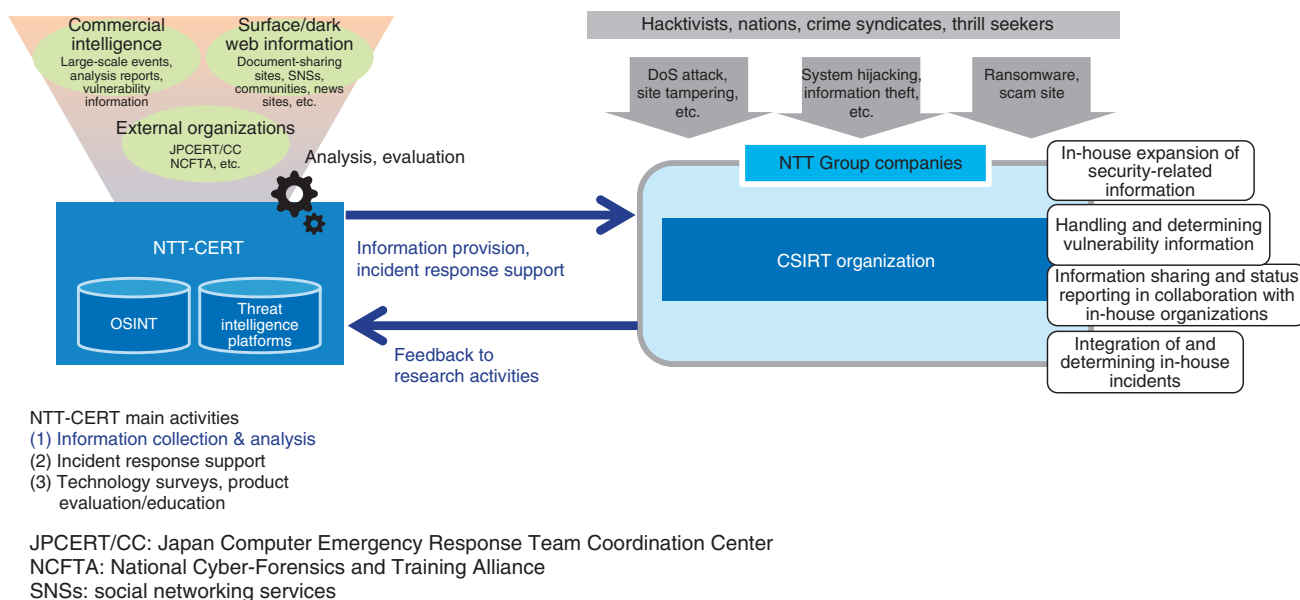 Commercial
intelligence
Large-scale events,
analysis reports,
vulnerability
information
Surface/dark
web information
Document-sharing
sites, SNSs,
communities, news
sites, etc.
External organizations
JPCERT/CC
NCFTA, etc.
Analysis, evaluation
NTT-CERT
OSINT
Threat
intelligence
platforms
Information provision,
incident response support
Feedback to
research activities
Hacktivists, nations, crime syndicates, thrill seekers
DoS attack,
site tampering,
etc.
System hijacking,
information theft,
etc.
Ransomware,
scam site
NTT Group companies
CSIRT organization
In-house expansion of
security-related
information
Handling and determining
vulnerability information
Information sharing and status
reporting in collaboration with
in-house organizations
Integration of and
determining in-house
incidents
NTT-CERT main activities
(1) Information collection & analysis
(2) Incident response support
(3) Technology surveys, product
evaluation/education
JPCERT/CC: Japan Computer Emergency Response Team Coordination Center
NCFTA: National Cyber-Forensics and Training Alliance
SNSs: social networking services